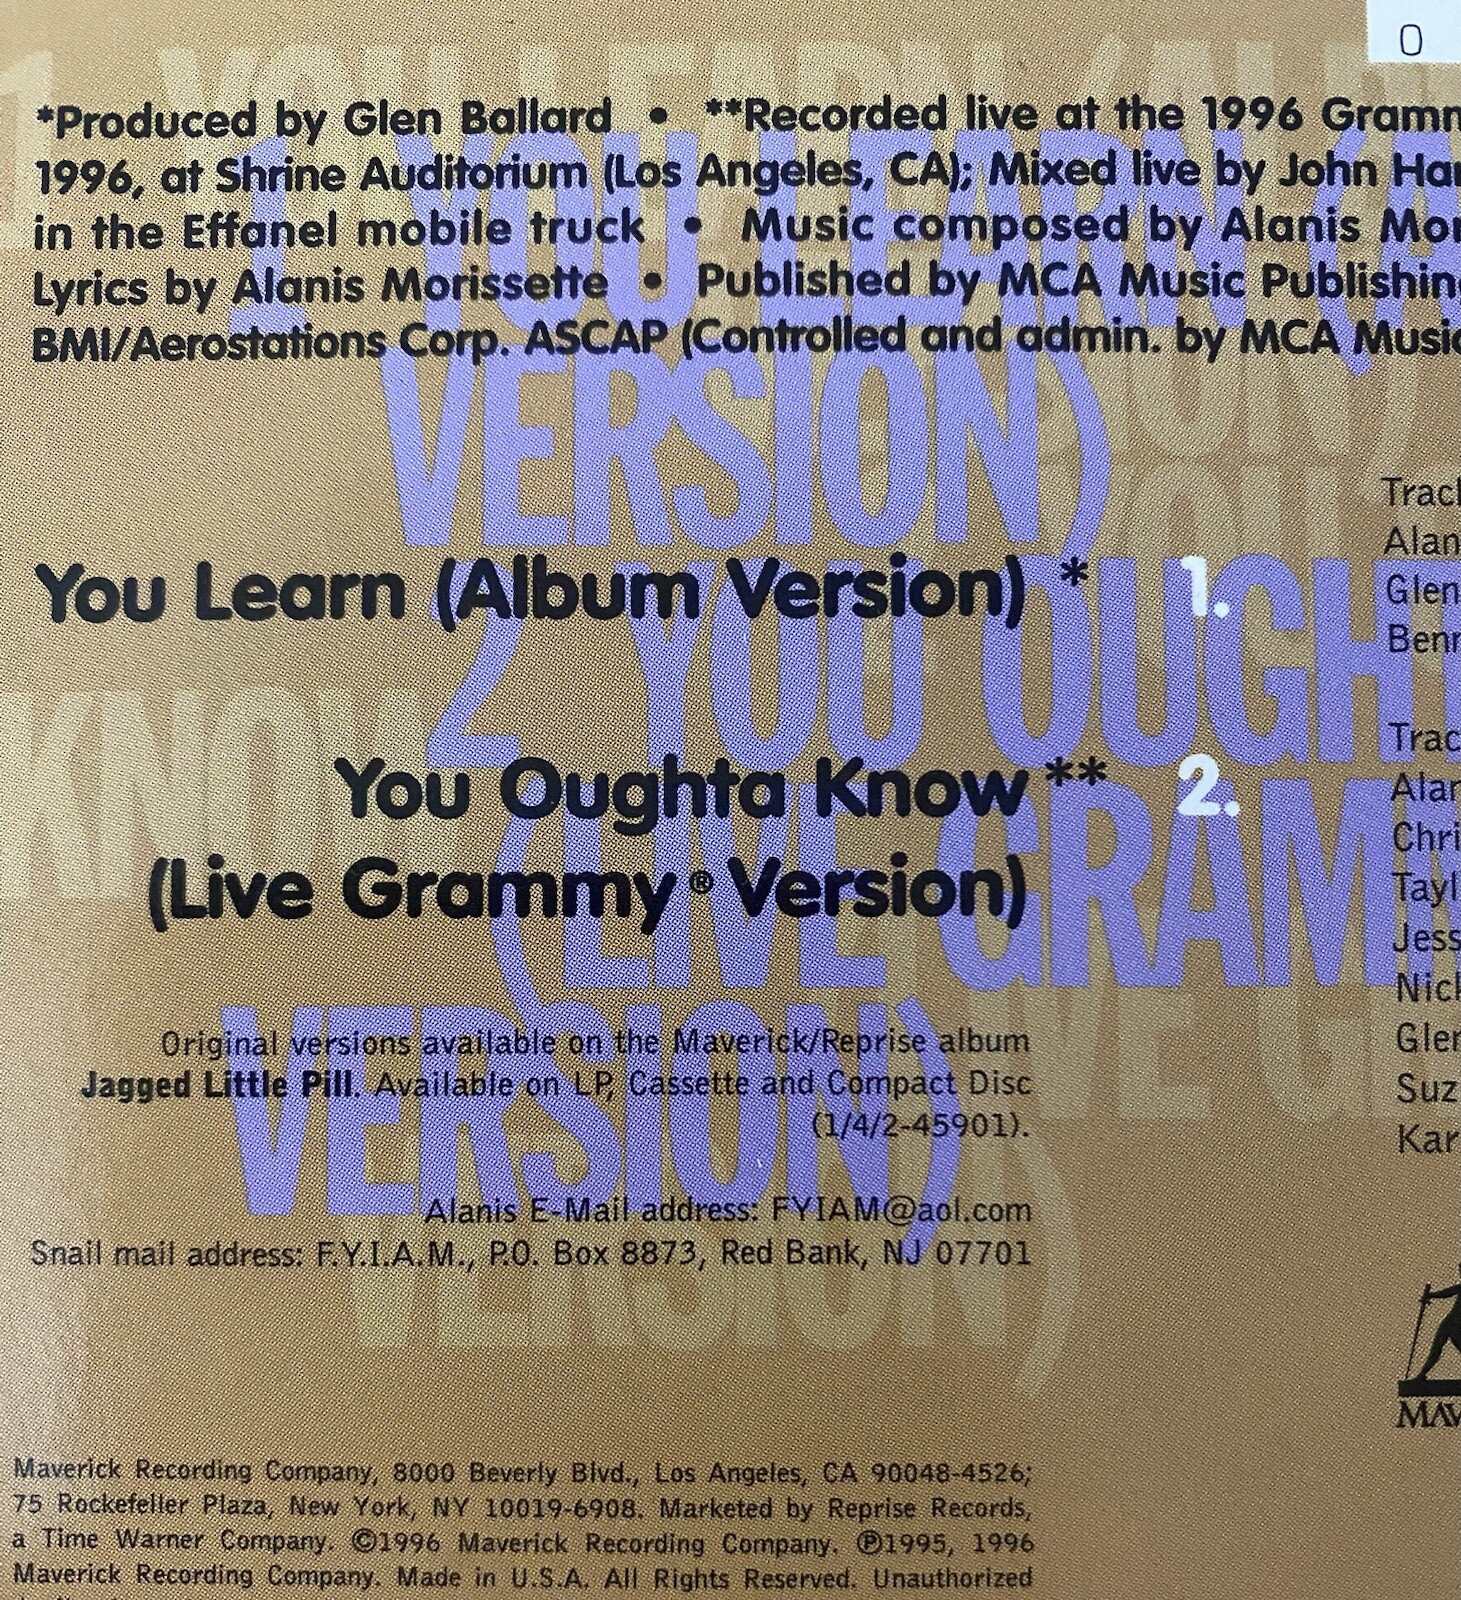 0
*Produced by Glen Ballard • **Recorded live at the 1996
1996, at Shrine Auditorium (Los Angeles, CA); Mixed live by John
in the Effanel mobile truck • Music composed by Alanis
Lyrics by Alanis Morissette • Published by MCA Music
BMI/Aerostations Corp. ASCAP (Controlled and admin. by MCA Music
You Learn (Album Version) * 1.
You Oughta Know ** 2.
(Live Grammy® Version)
Original versions available on the Maverick/Reprise album
Jagged Little Pill. Available on LP, Cassette and Compact Disc
(1/4/2-45901).
Alanis E-Mail address: FYIAM@aol.com
Snail mail address: F.Y.I.A.M., P.O. Box 8873, Red Bank, NJ 07701
Maverick Recording Company, 8000 Beverly Blvd., Los Angeles, CA 90048-4526;
75 Rockefeller Plaza, New York, NY 10019-6908. Marketed by Reprise Records,
a Time Warner Company. ©1996 Maverick Recording Company. ℗1995, 1996
Maverick Recording Company. Made in U.S.A. All Rights Reserved. Unauthorized
1 YOU LEARN
VERSION)
2 YOU OUGHT
(LIVE GRAM
VERSION)
Glen